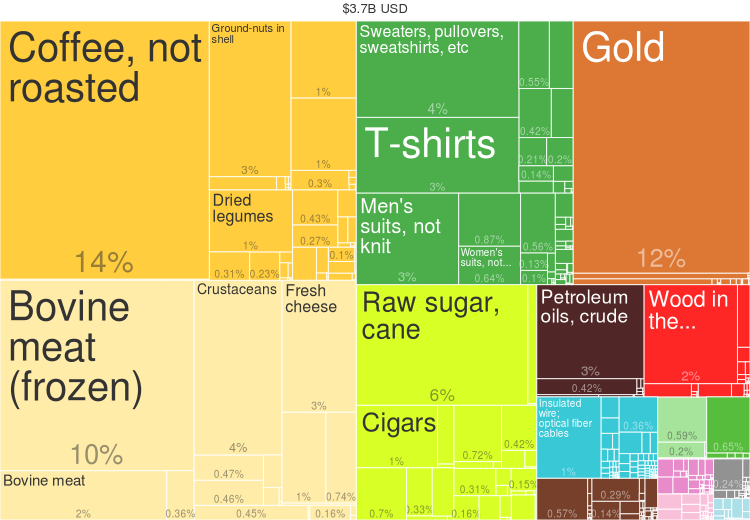 $3.7B USD
Coffee, not
roasted
14%
Ground-nuts in
shell
3%
1%
1%
0.3%
Dried
legumes
1%
0.43%
0.27%
0.1%
0.31%
0.23%
Sweaters, pullovers,
sweatshirts, etc
4%
T-shirts
3%
Men's
suits, not
knit
3%
0.87%
Women's
suits, not...
0.64%
0.55%
0.42%
0.21%
0.2%
0.14%
0.56%
0.13%
0.1%
Gold
12%
Bovine
meat
(frozen)
10%
Bovine meat
2%
0.36%
Crustaceans
4%
0.47%
0.46%
0.45%
Fresh
cheese
3%
1%
0.74%
0.16%
Raw sugar,
cane
6%
Cigars
1%
0.72%
0.42%
0.31%
0.15%
0.7%
0.33%
0.16%
Petroleum
oils, crude
3%
0.42%
Wood in
the...
2%
Insulated
wire;
optical fiber
cables
1%
0.36%
0.59%
0.2%
0.65%
0.24%
0.57%
0.29%
0.14%